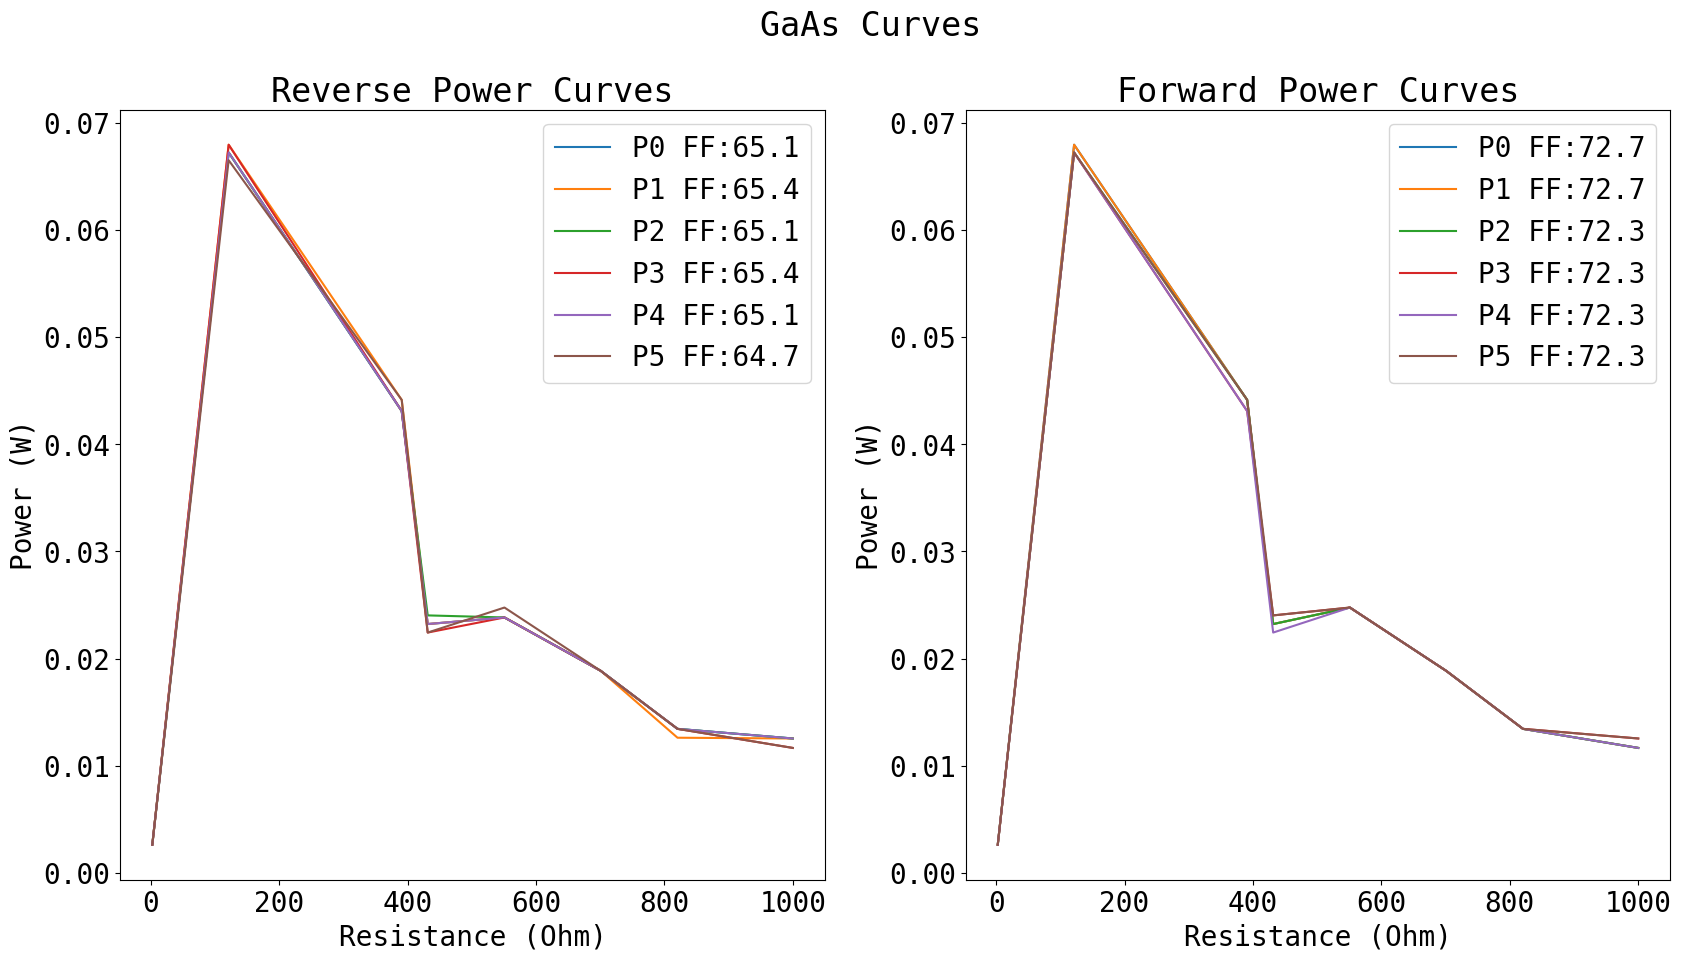 GaAs Curves
Reverse Power Curves
0.07
0.06
0.05
0.04
0.03
0.02
0.01
0.00
Power (W)
P0 FF:65.1
P1 FF:65.4
P2 FF:65.1
P3 FF:65.4
P4 FF:65.1
P5 FF:64.7
0 200 400 600 800 1000
Resistance (Ohm)
Forward Power Curves
0.07
0.06
0.05
0.04
0.03
0.02
0.01
0.00
Power (W)
P0 FF:72.7
P1 FF:72.7
P2 FF:72.3
P3 FF:72.3
P4 FF:72.3
P5 FF:72.3
0 200 400 600 800 1000
Resistance (Ohm)